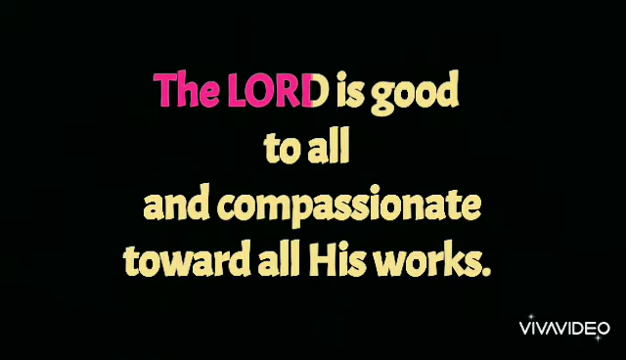 The LORD is good
to all
and compassionate
toward all His works.
VIVAVIDEO